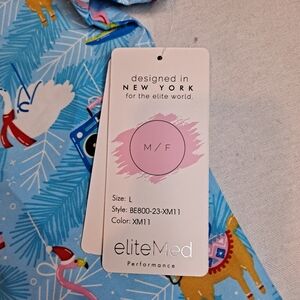 designed in
NEW YORK
for the elite world.
M / F
Size: L
Style: BE800-23-XM11
Color: XM11
eliteMed
Performance